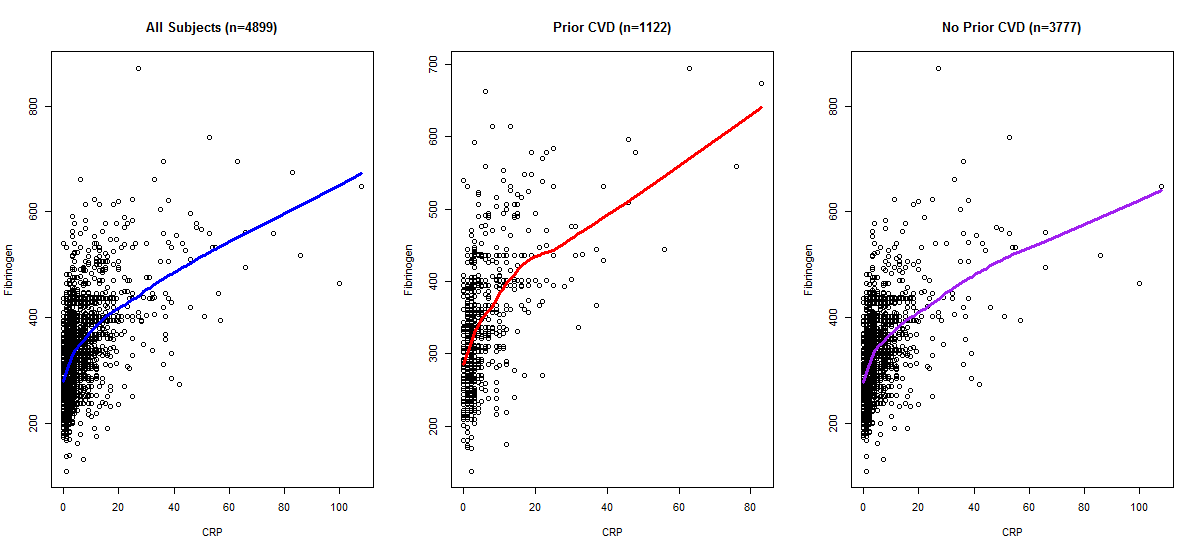 All Subjects (n=4899)
Fibrinogen
800
600
400
200
0 20 40 60 80 100
CRP
Prior CVD (n=1122)
Fibrinogen
700
600
500
400
300
200
0 20 40 60 80
CRP
No Prior CVD (n=3777)
Fibrinogen
800
600
400
200
0 20 40 60 80 100
CRP